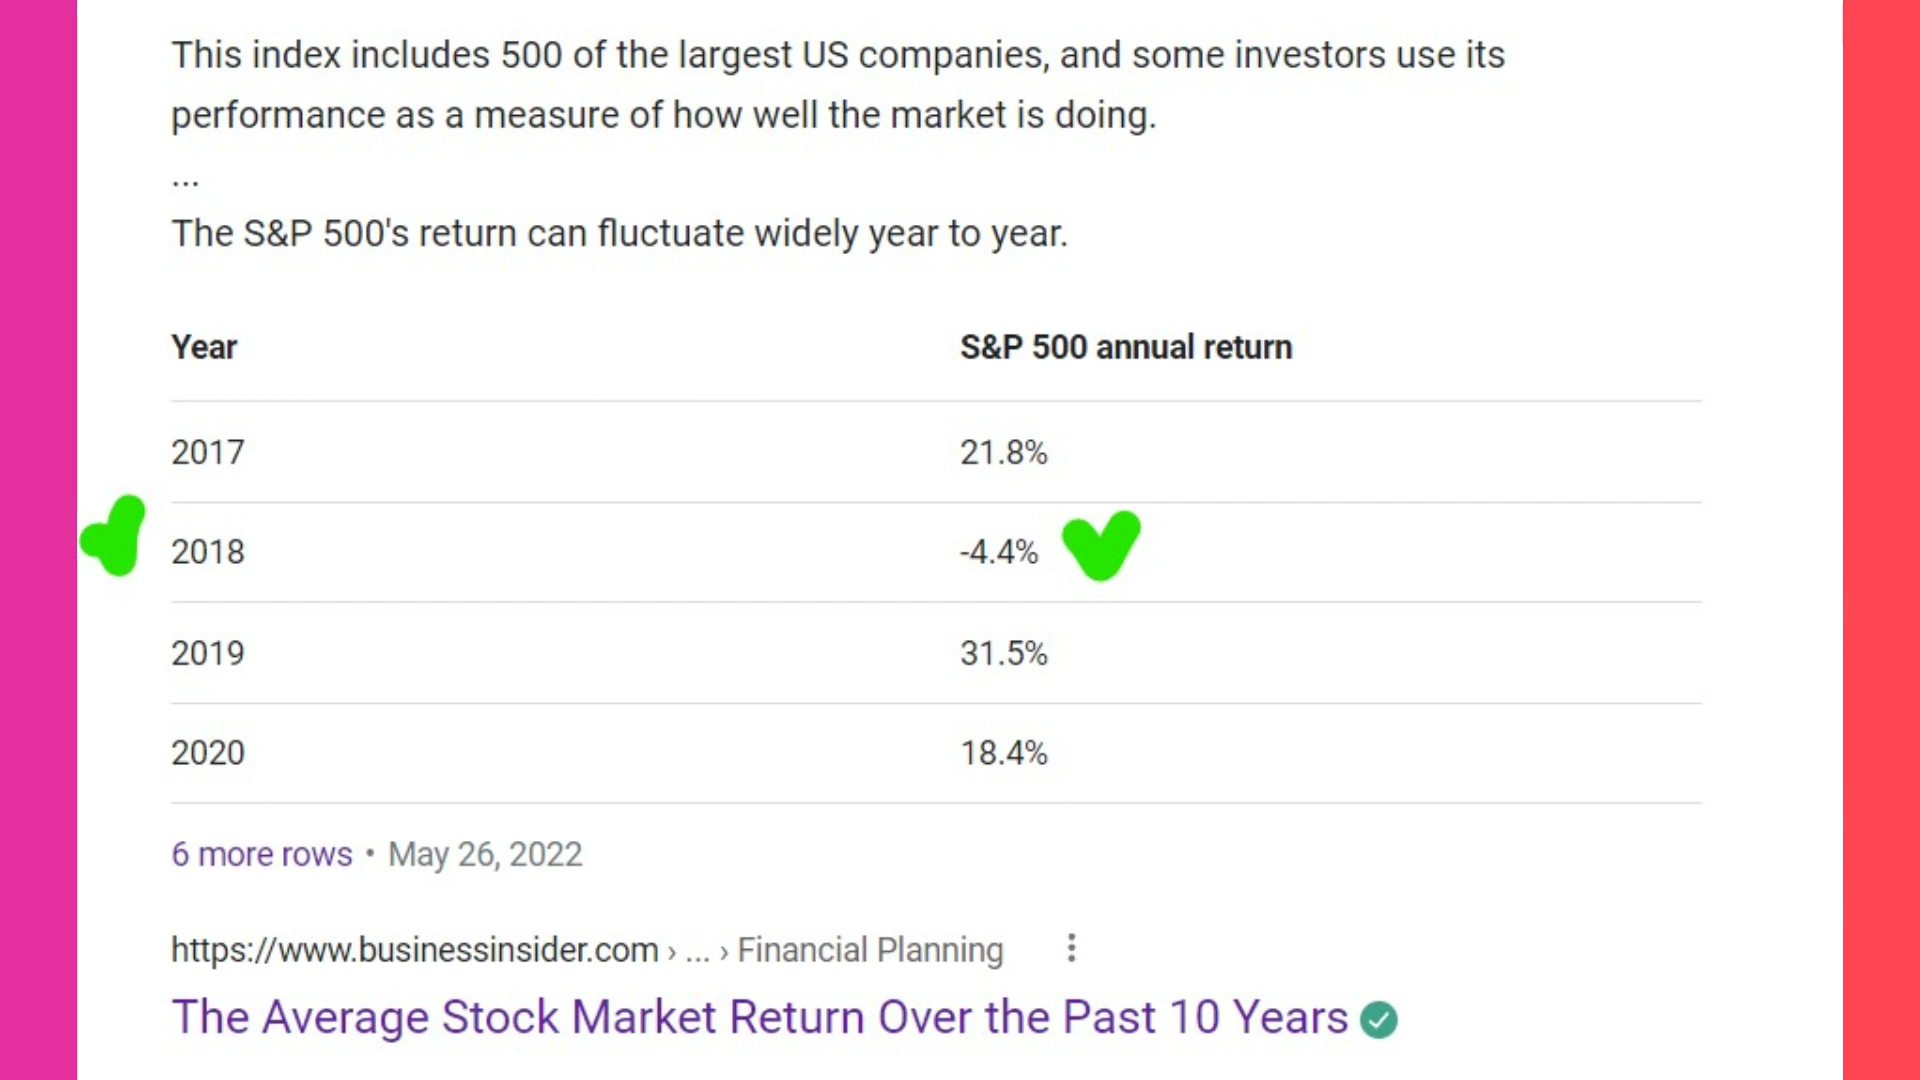 This index includes 500 of the largest US companies, and some investors use its
performance as a measure of how well the market is doing.
...
The S&P 500's return can fluctuate widely year to year.
Year S&P 500 annual return
2017 21.8%
2018 -4.4%
2019 31.5%
2020 18.4%
6 more rows • May 26, 2022
https://www.businessinsider.com › ... › Financial Planning
The Average Stock Market Return Over the Past 10 Years